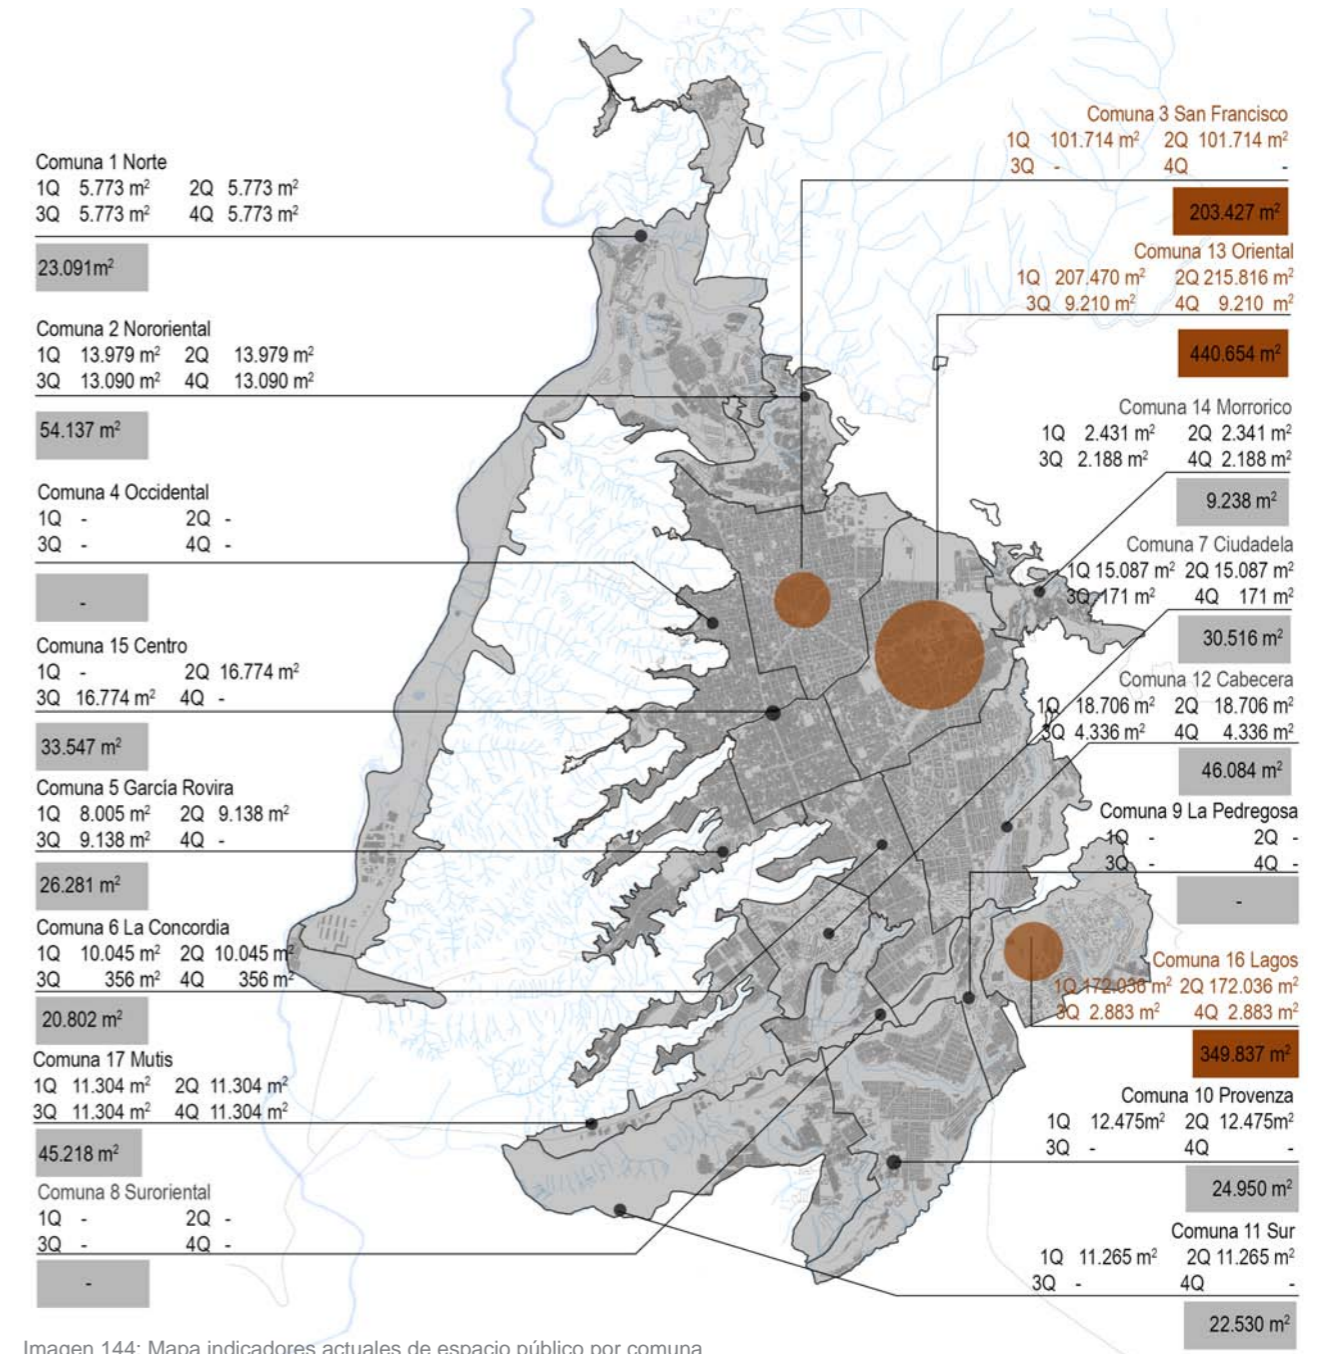 Comuna 1 Norte
1Q 5.773 m² 2Q 5.773 m²
3Q 5.773 m² 4Q 5.773 m²
23.091m²
Comuna 2 Nororiental
1Q 13.979 m² 2Q 13.979 m²
3Q 13.090 m² 4Q 13.090 m²
54.137 m²
Comuna 4 Occidental
1Q - 2Q -
3Q - 4Q -
-
Comuna 15 Centro
1Q - 2Q 16.774 m²
3Q 16.774 m² 4Q -
33.547 m²
Comuna 5 García Rovira
1Q 8.005 m² 2Q 9.138 m²
3Q 9.138 m² 4Q -
26.281 m²
Comuna 6 La Concordia
1Q 10.045 m² 2Q 10.045 m²
3Q 356 m² 4Q 356 m²
20.802 m²
Comuna 17 Mutis
1Q 11.304 m² 2Q 11.304 m²
3Q 11.304 m² 4Q 11.304 m²
45.218 m²
Comuna 8 Suroriental
1Q - 2Q -
3Q - 4Q -
-
Comuna 3 San Francisco
1Q 101.714 m² 2Q 101.714 m²
3Q - 4Q -
203.427 m²
Comuna 13 Oriental
1Q 207.470 m² 2Q 215.816 m²
3Q 9.210 m² 4Q 9.210 m²
440.654 m²
Comuna 14 Morrorico
1Q 2.431 m² 2Q 2.341 m²
3Q 2.188 m² 4Q 2.188 m²
9.238 m²
Comuna 7 Ciudadela
1Q 15.087 m² 2Q 15.087 m²
3Q 171 m² 4Q 171 m²
30.516 m²
Comuna 12 Cabecera
1Q 18.706 m² 2Q 18.706 m²
3Q 4.336 m² 4Q 4.336 m²
46.084 m²
Comuna 9 La Pedregosa
1Q - 2Q -
3Q - 4Q -
-
Comuna 16 Lagos
1Q 172.036 m² 2Q 172.036 m²
3Q 2.883 m² 4Q 2.883 m²
349.837 m²
Comuna 10 Provenza
1Q 12.475m² 2Q 12.475m²
3Q - 4Q -
24.950 m²
Comuna 11 Sur
1Q 11.265 m² 2Q 11.265 m²
3Q - 4Q -
22.530 m²
Imagen 144: Mapa indicadores actuales de espacio público por comuna